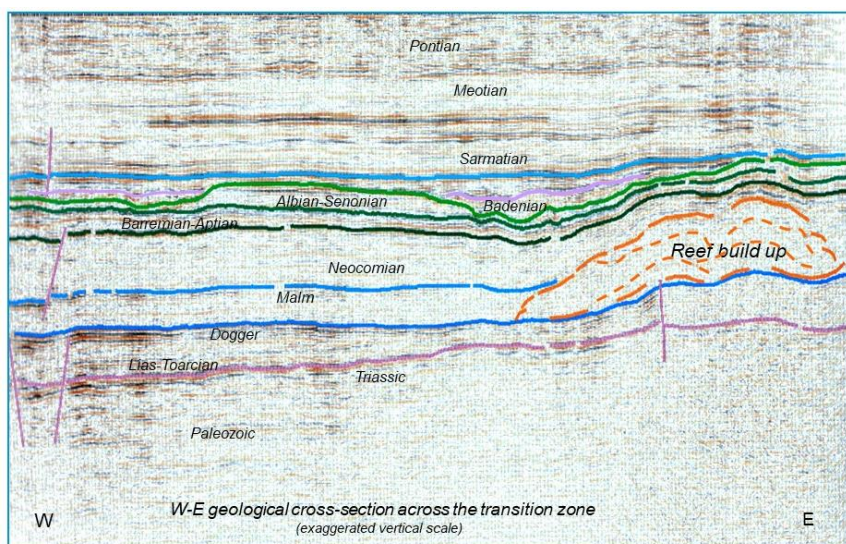 Pontian
Meotian
Sarmatian
Albian-Senonian
Badenian
Barremian-Aptian
Reef build up
Neocomian
Malm
Dogger
Lias-Toarcian
Triassic
Paleozoic
W-E geological cross-section across the transition zone
(exaggerated vertical scale)
W
E